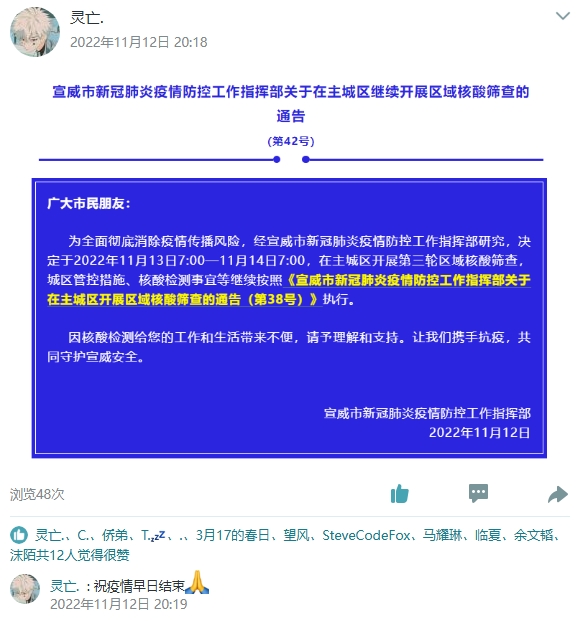 灵亡.
2022年11月12日 20:18
宣威市新冠肺炎疫情防控工作指挥部关于在主城区继续开展区域核酸筛查的
通告
(第42号)
广大市民朋友：
为全面彻底消除疫情传播风险，经宣威市新冠肺炎疫情防控工作指挥部研究，决
定于2022年11月13日7:00—11月14日7:00，在主城区开展第三轮区域核酸筛查，
城区管控措施、核酸检测事宜等继续按照《宣威市新冠肺炎疫情防控工作指挥部关于
在主城区开展区域核酸筛查的通告（第38号）》执行。
因核酸检测给您的工作和生活带来不便，请予理解和支持。让我们携手抗疫，共
同守护宣威安全。
宣威市新冠肺炎疫情防控工作指挥部
2022年11月12日
浏览48次
灵亡.、C.、侨弟、T.💤、.、3月17的春日、望风、SteveCodeFox、马耀琳、临夏、余文韬、
沫陌共12人觉得很赞
灵亡. : 祝疫情早日结束🙏
2022年11月12日 20:19